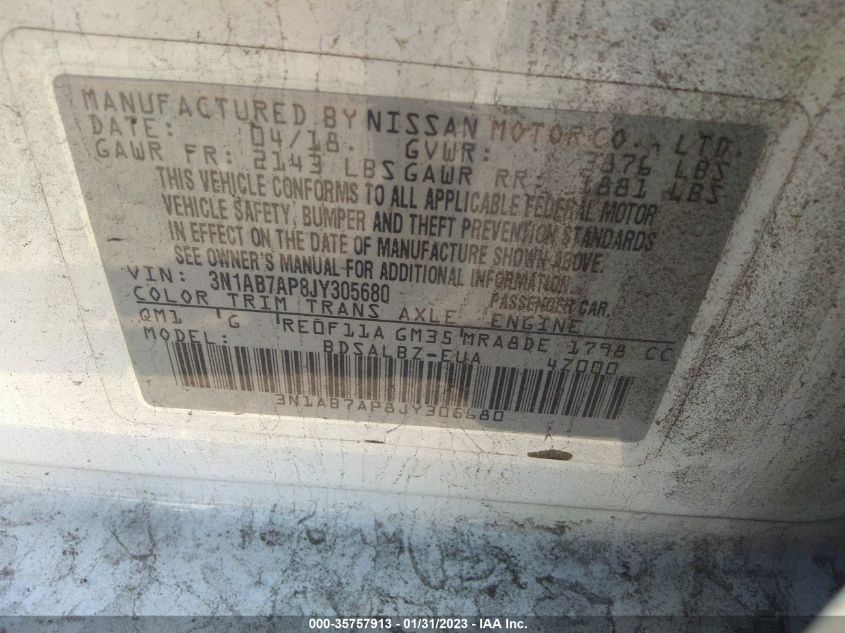 MANUFACTURED BY NISSAN MOTOR CO., LTD.
DATE: 04/18. GVWR: 3876 LBS
GAWR FR: 2143 LBS GAWR RR: 1881 LBS
THIS VEHICLE CONFORMS TO ALL APPLICABLE FEDERAL MOTOR
VEHICLE SAFETY, BUMPER AND THEFT PREVENTION STANDARDS
IN EFFECT ON THE DATE OF MANUFACTURE SHOWN ABOVE.
SEE OWNER'S MANUAL FOR ADDITIONAL INFORMATION.
VIN: 3N1AB7AP8JY305680 PASSENGER CAR.
COLOR TRIM TRANS AXLE ENGINE
QM1 G RE0F11A GM35 MRA8DE 1798 CC
MODEL: BDSALBZ-EUA 4Z000
3N1AB7AP8JY305680
000-35757913 - 01/31/2023 - IAA Inc.